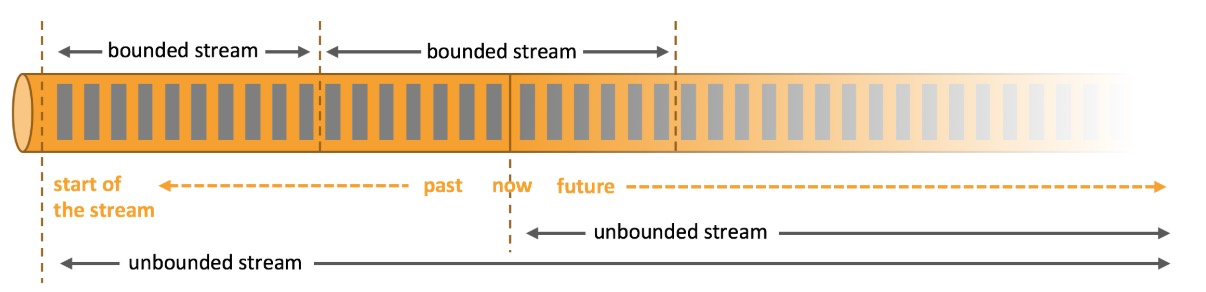 bounded stream
bounded stream
start of
the stream
past
now
future
unbounded stream
unbounded stream